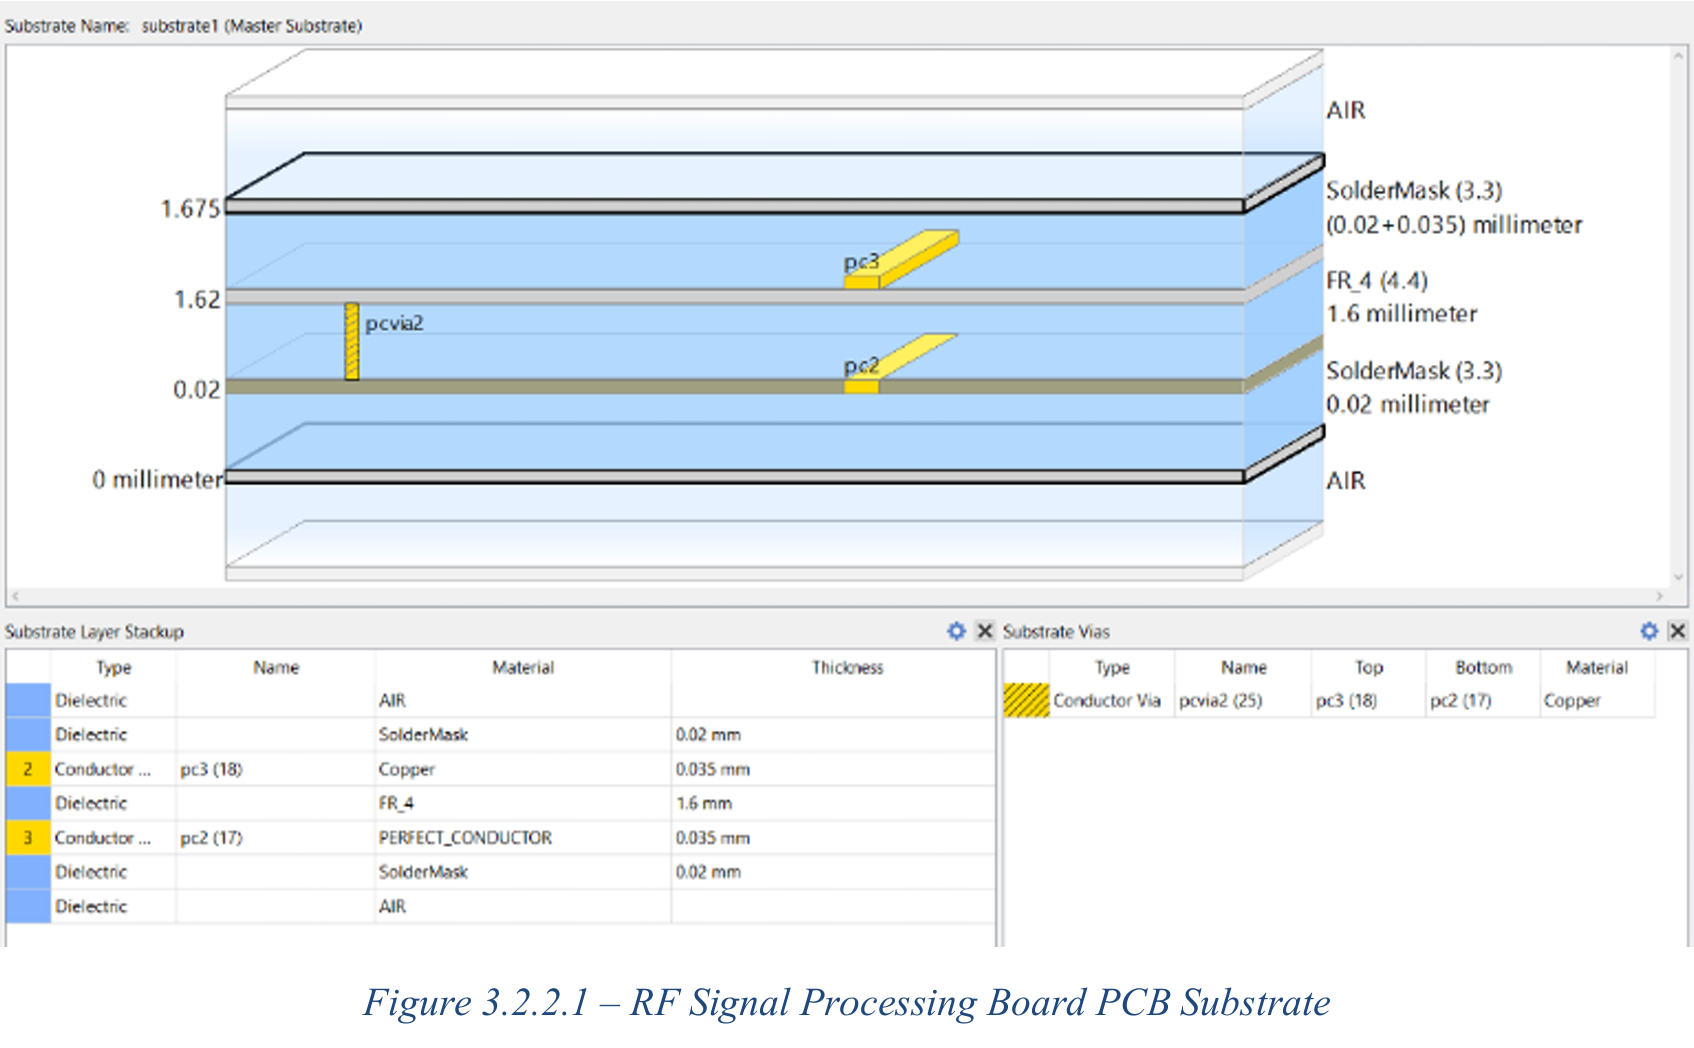 Substrate Name: substrate1 (Master Substrate)
AIR
1.675
SolderMask (3.3)
(0.02+0.035) millimeter
pc3
1.62
FR_4 (4.4)
1.6 millimeter
pcvia2
pc2
0.02
SolderMask (3.3)
0.02 millimeter
0 millimeter
AIR
Substrate Layer Stackup
Type Name Material Thickness
Dielectric AIR
Dielectric SolderMask 0.02 mm
2 Conductor ... pc3 (18) Copper 0.035 mm
Dielectric FR_4 1.6 mm
3 Conductor ... pc2 (17) PERFECT_CONDUCTOR 0.035 mm
Dielectric SolderMask 0.02 mm
Dielectric AIR
Substrate Vias
Type Name Top Bottom Material
Conductor Via pcvia2 (25) pc3 (18) pc2 (17) Copper
Figure 3.2.2.1 – RF Signal Processing Board PCB Substrate